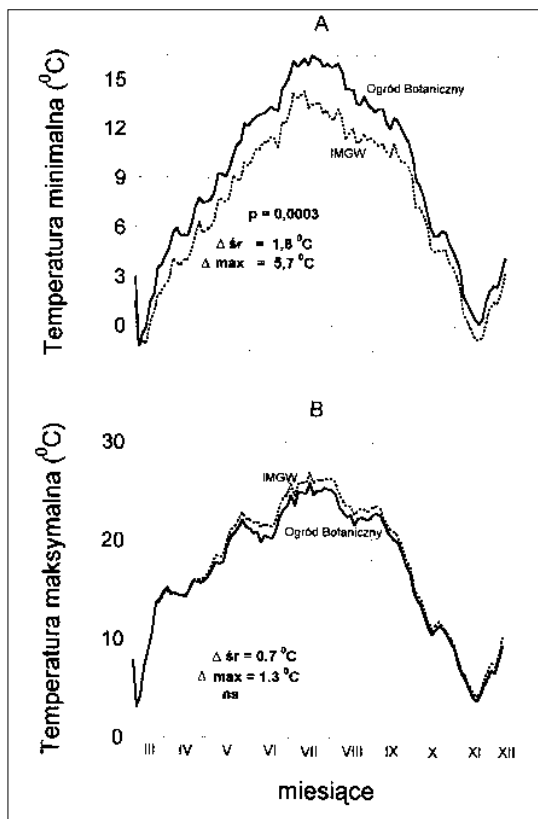 A
Temperatura minimalna (⁰C)
15
12
9
6
3
0
Ogród Botaniczny
IMGW
p = 0,0003
Δ śr = 1,8 ⁰C
Δ max = 5,7 ⁰C
B
Temperatura maksymalna (⁰C)
30
20
10
0
IMGW
Ogród Botaniczny
Δ śr = 0.7 ⁰C
Δ max = 1.3 ⁰C
ns
III IV V VI VII VIII IX X XI XII
miesiące